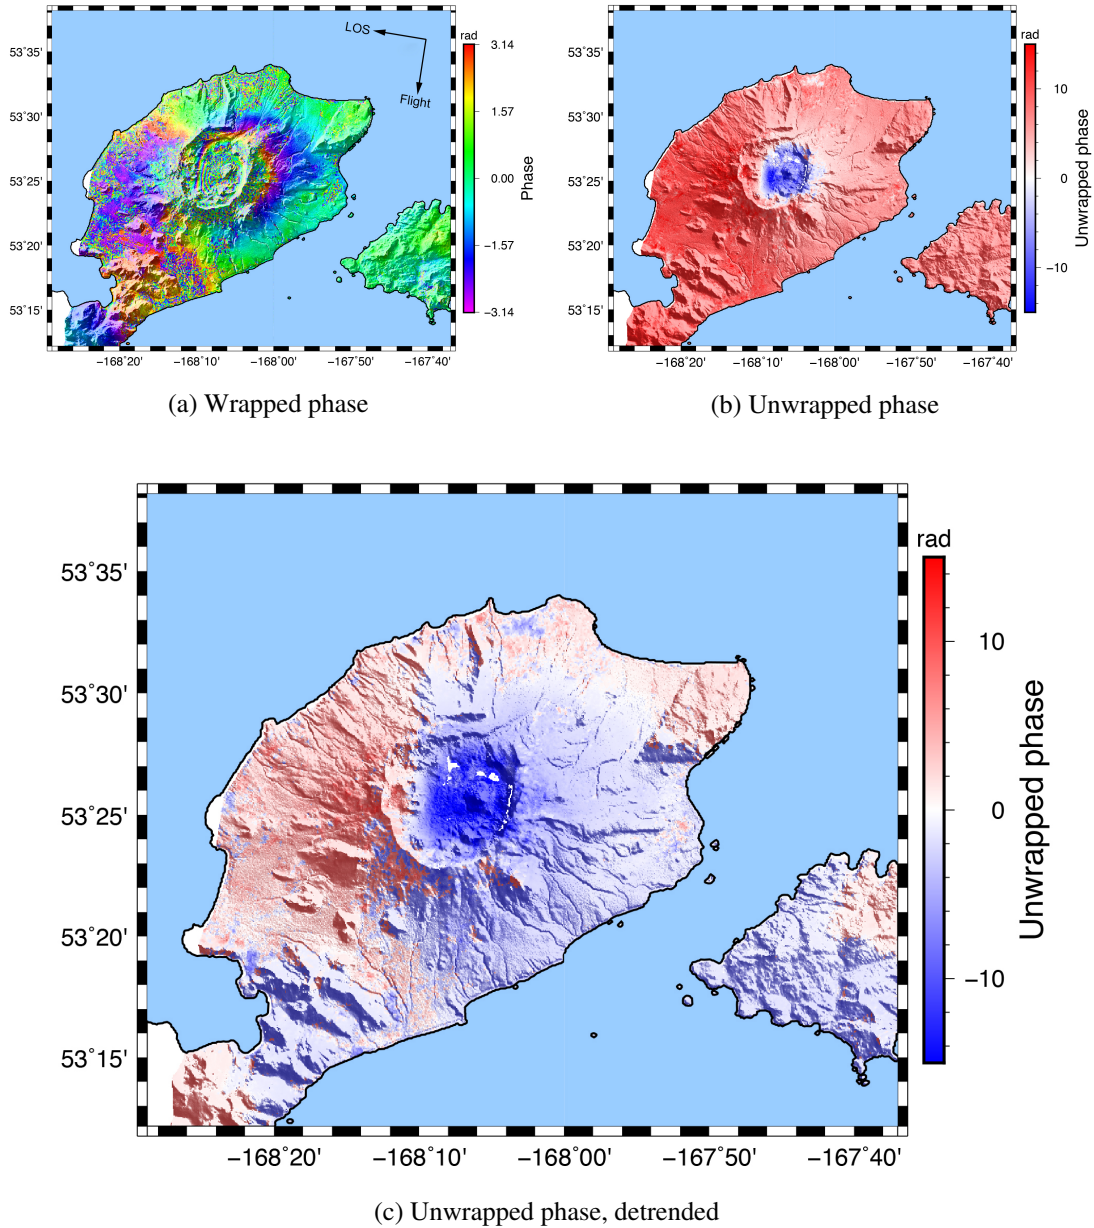 rad
LOS
Flight
53°35'
53°30'
53°25'
53°20'
53°15'
3.14
1.57
0.00
−1.57
−3.14
Phase
−168°20' −168°10' −168°00' −167°50' −167°40'
(a) Wrapped phase
rad
53°35'
53°30'
53°25'
53°20'
53°15'
10
0
−10
Unwrapped phase
−168°20' −168°10' −168°00' −167°50' −167°40'
(b) Unwrapped phase
rad
53°35'
53°30'
53°25'
53°20'
53°15'
10
0
−10
Unwrapped phase
−168°20' −168°10' −168°00' −167°50' −167°40'
(c) Unwrapped phase, detrended